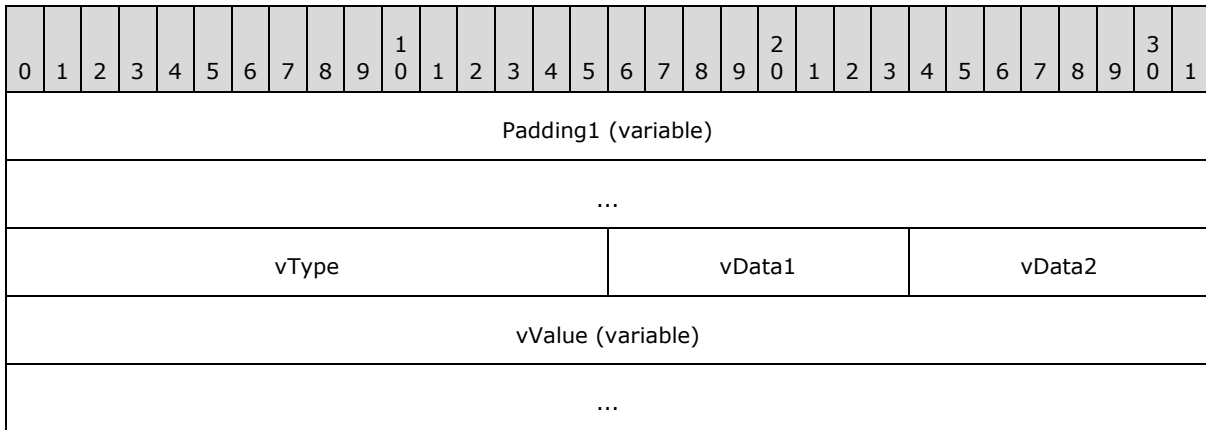 1 2 3
0 1 2 3 4 5 6 7 8 9 0 1 2 3 4 5 6 7 8 9 0 1 2 3 4 5 6 7 8 9 0 1
Padding1 (variable)
...
vType vData1 vData2
vValue (variable)
...